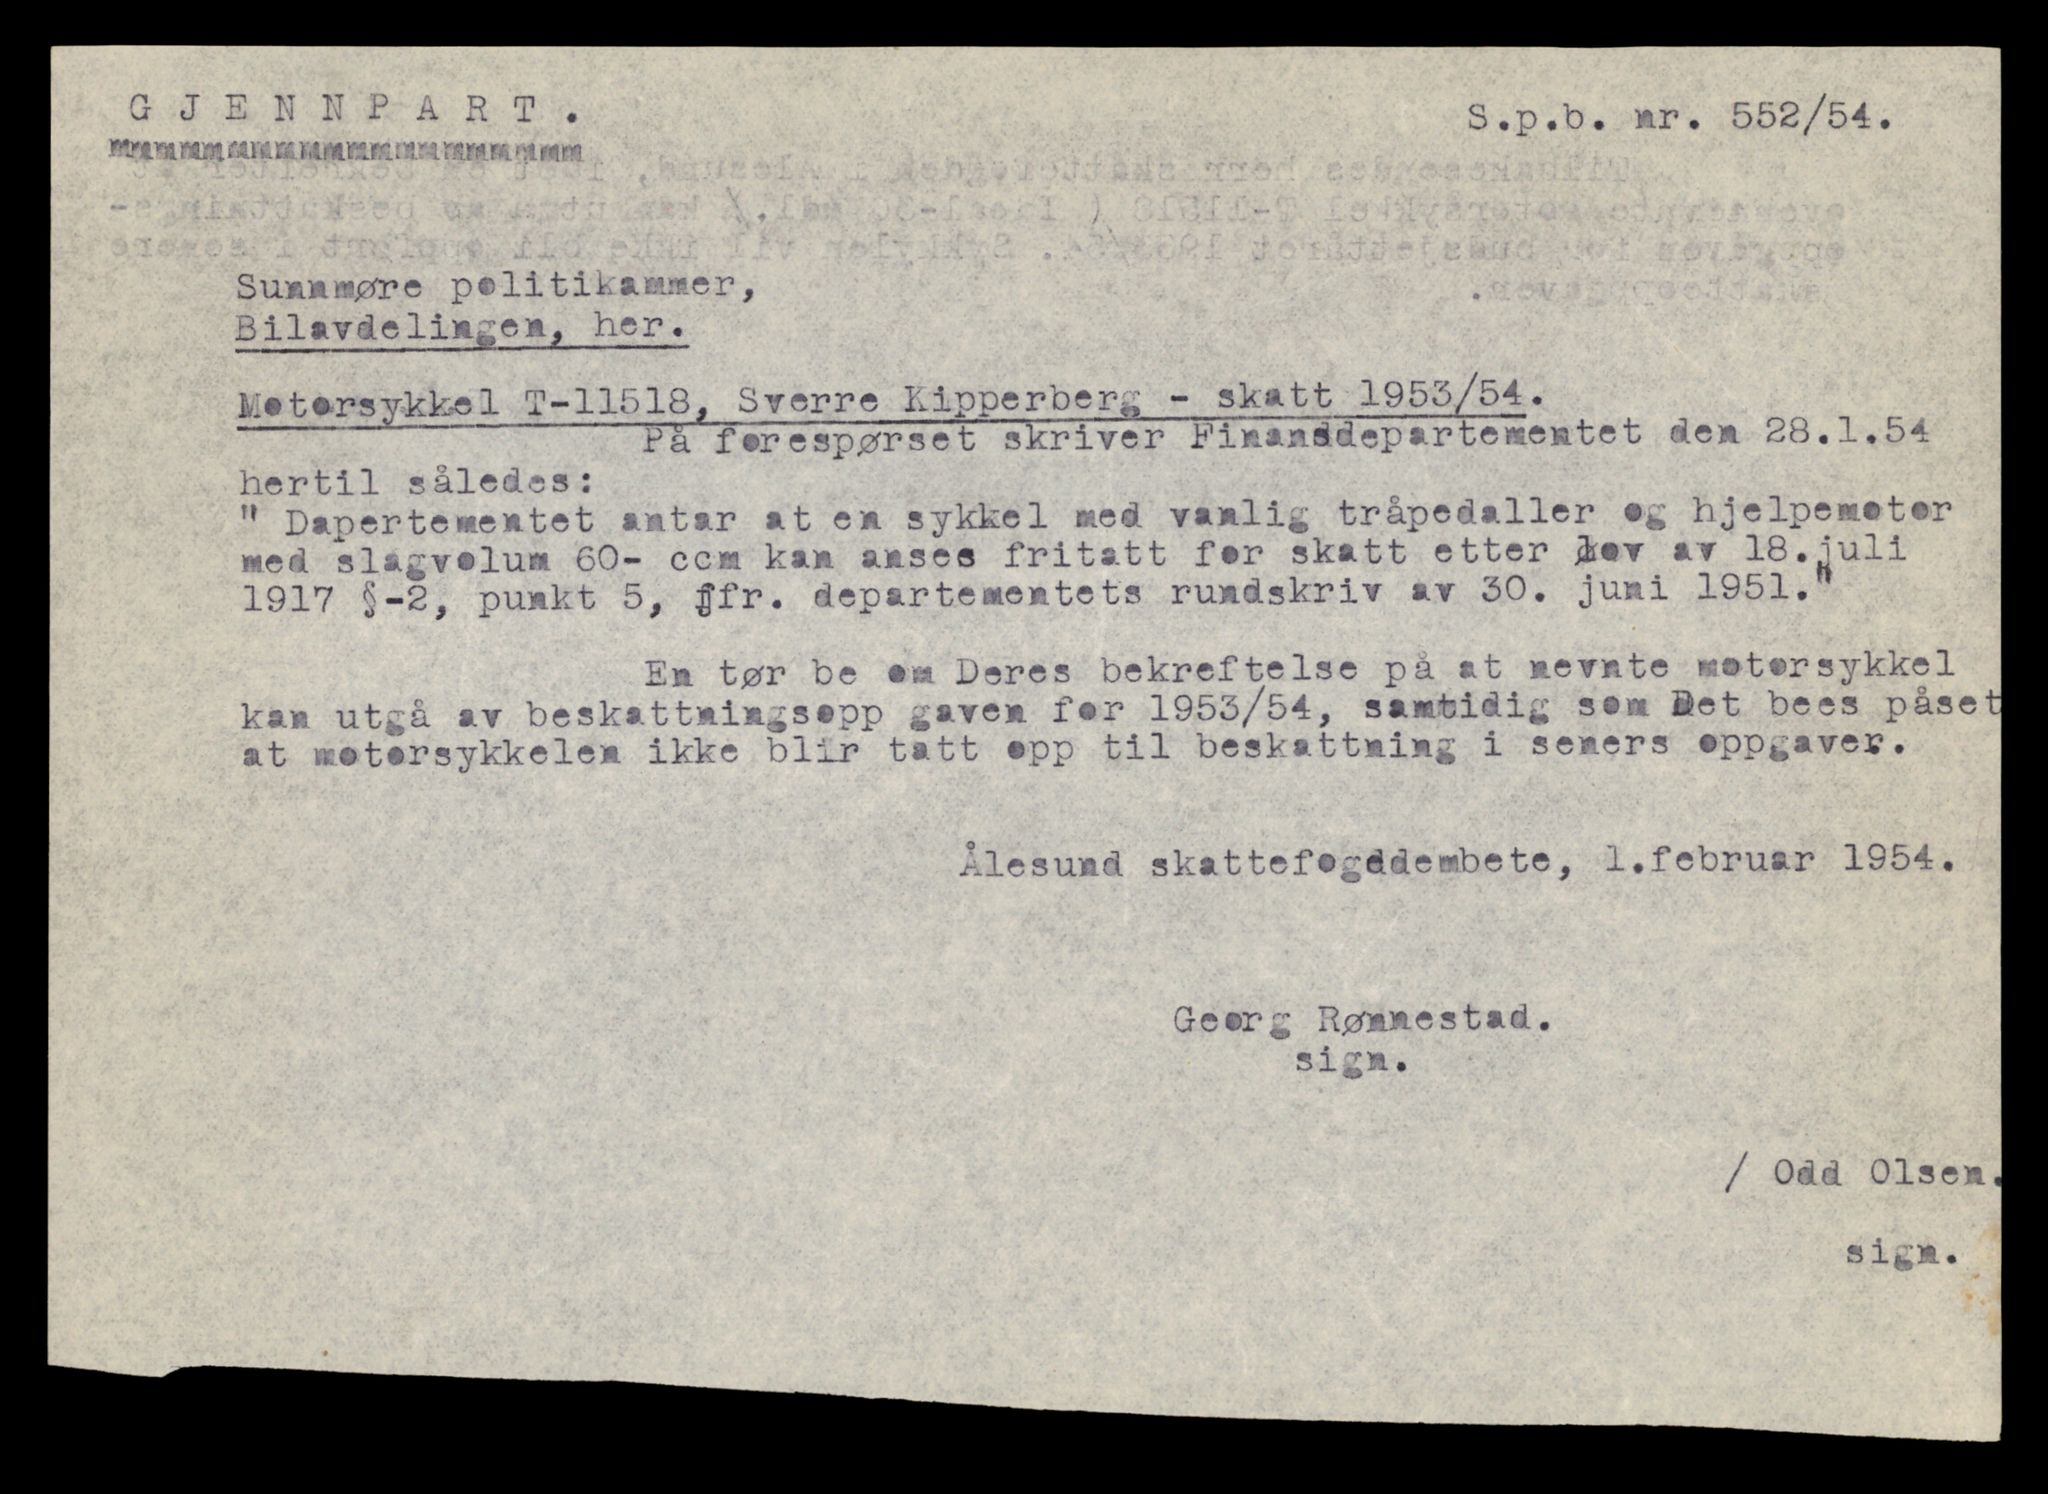 GJENNPART.
S.p.b. nr. 552/54.
Sunnmøre politikammer,
Bilavdelingen, her.
Motorsykkel T-11518, Sverre Kipperberg - skatt 1953/54.
På forespørset skriver Finansdepartementet den 28.1.54
hertil således:
" Dapertementet antar at en sykkel med vanlig tråpedaller og hjelpemotor
med slagvolum 60- ccm kan anses fritatt for skatt etter lov av 18.juli
1917 §-2, punkt 5, jfr. departementets rundskriv av 30. juni 1951."
En tør be om Deres bekreftelse på at nevnte motorsykkel
kan utgå av beskattningsopp gaven for 1953/54, samtidig som Det bees påset
at motorsykkelen ikke blir tatt opp til beskattning i seners oppgaver.
Ålesund skattefogddembete, 1.februar 1954.
Georg Rønnestad.
sign.
/ Odd Olsen.
sign.